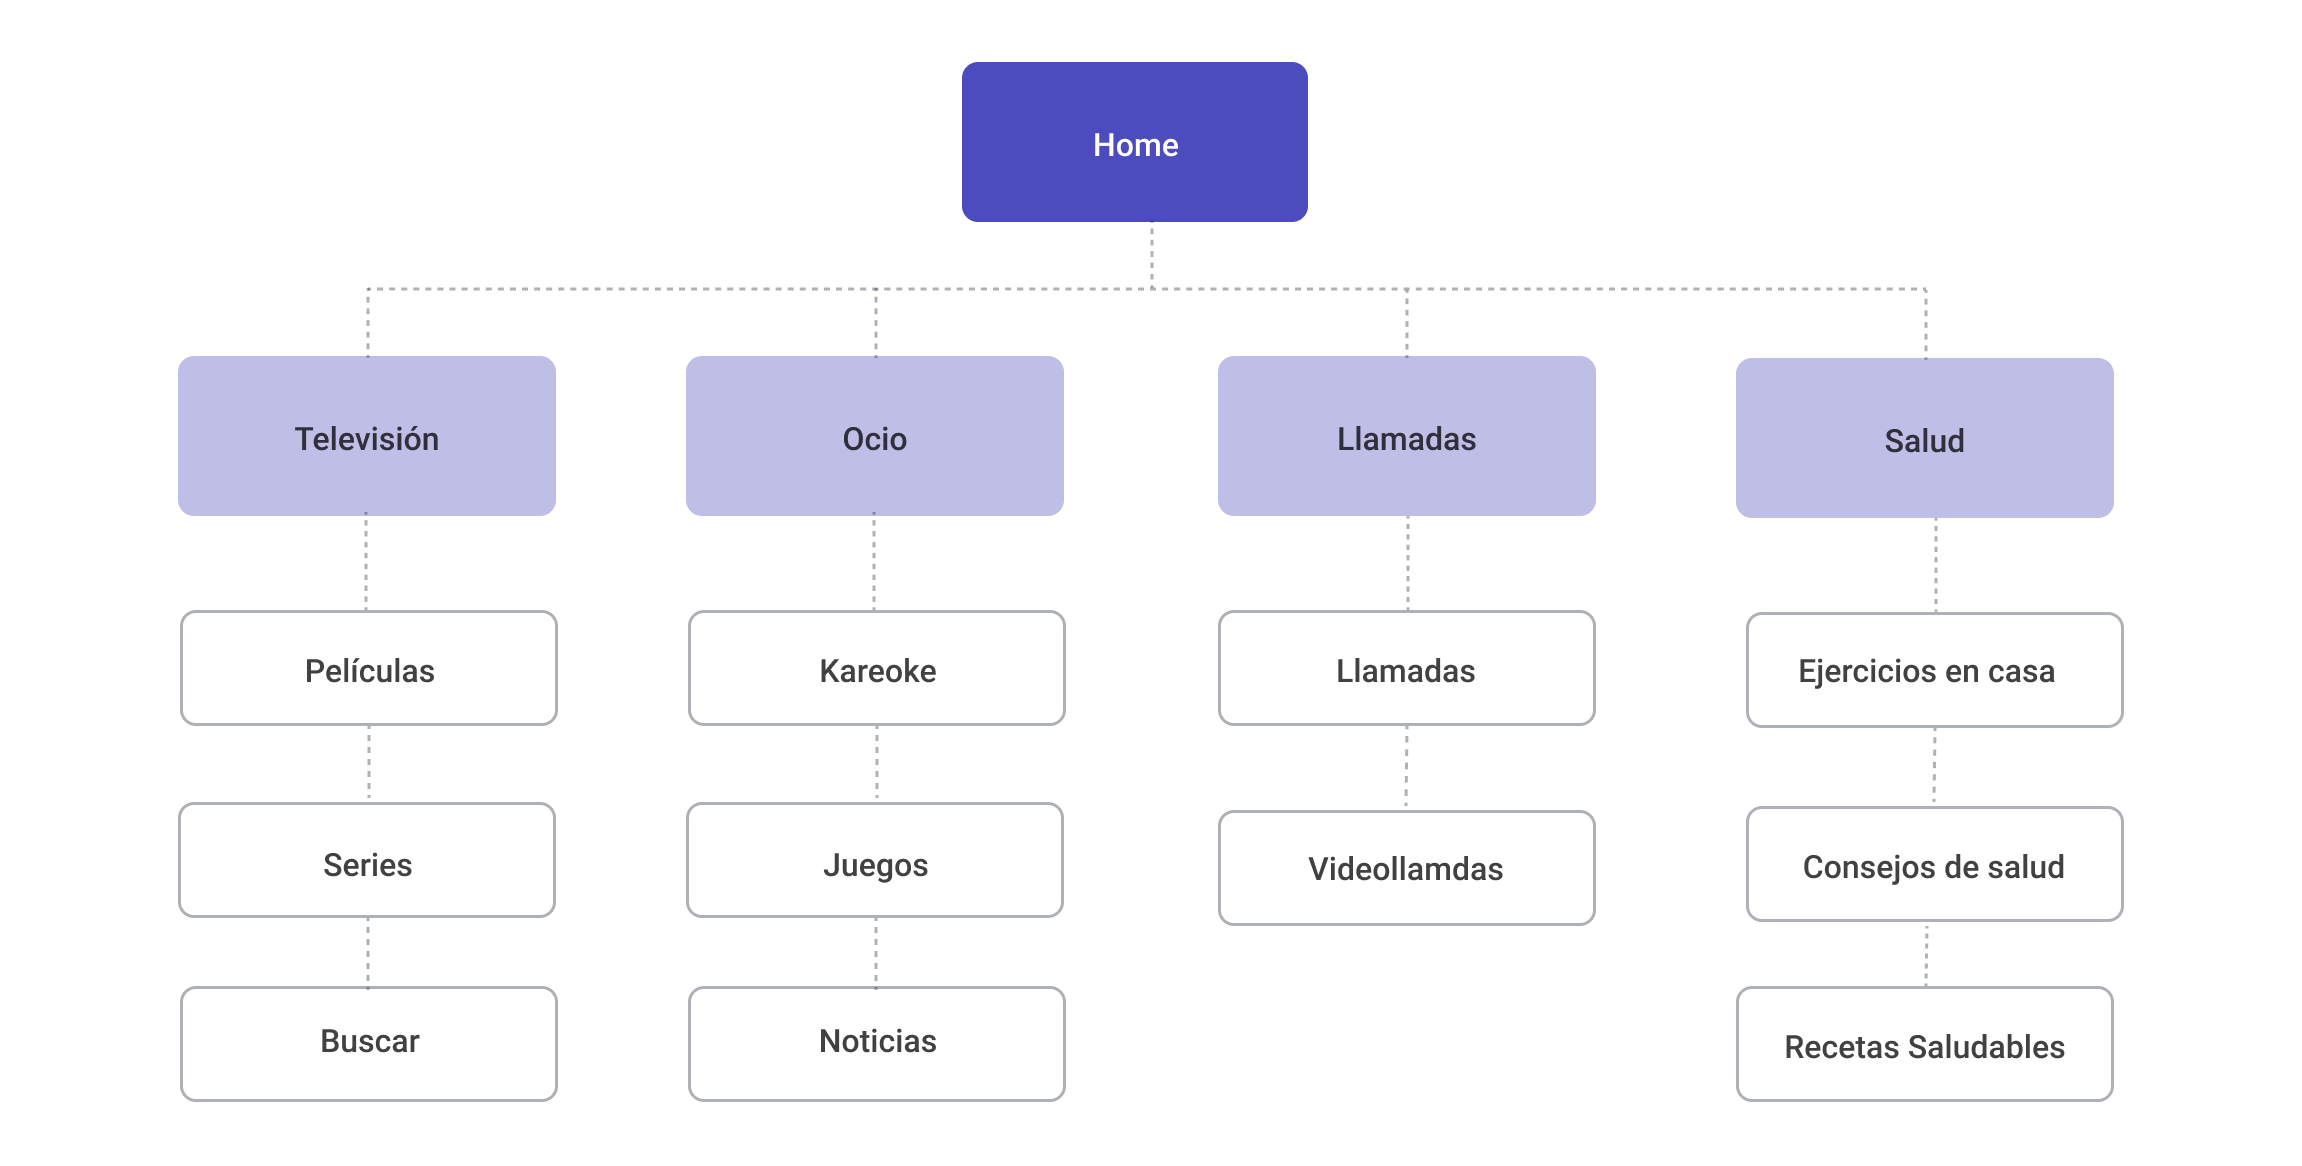 Home
Televisión
Ocio
Llamadas
Salud
Películas
Kareoke
Llamadas
Ejercicios en casa
Series
Juegos
Videollamdas
Consejos de salud
Buscar
Noticias
Recetas Saludables